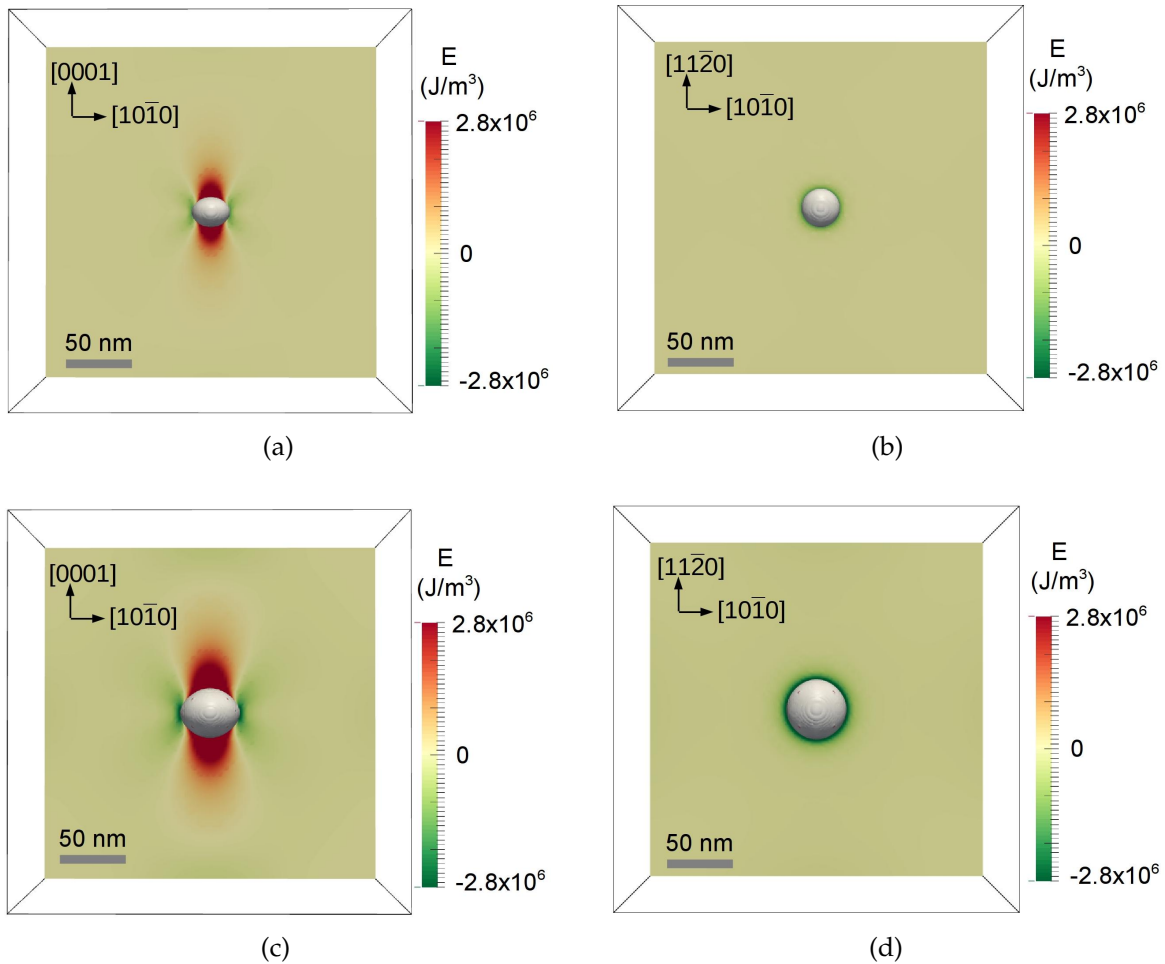 E
(J/m³)
[0001]
[101̅0]
2.8x10⁶
0
-2.8x10⁶
50 nm
(a)
E
(J/m³)
[112̅0]
[101̅0]
2.8x10⁶
0
-2.8x10⁶
50 nm
(b)
E
(J/m³)
[0001]
[101̅0]
2.8x10⁶
0
-2.8x10⁶
50 nm
(c)
E
(J/m³)
[112̅0]
[101̅0]
2.8x10⁶
0
-2.8x10⁶
50 nm
(d)